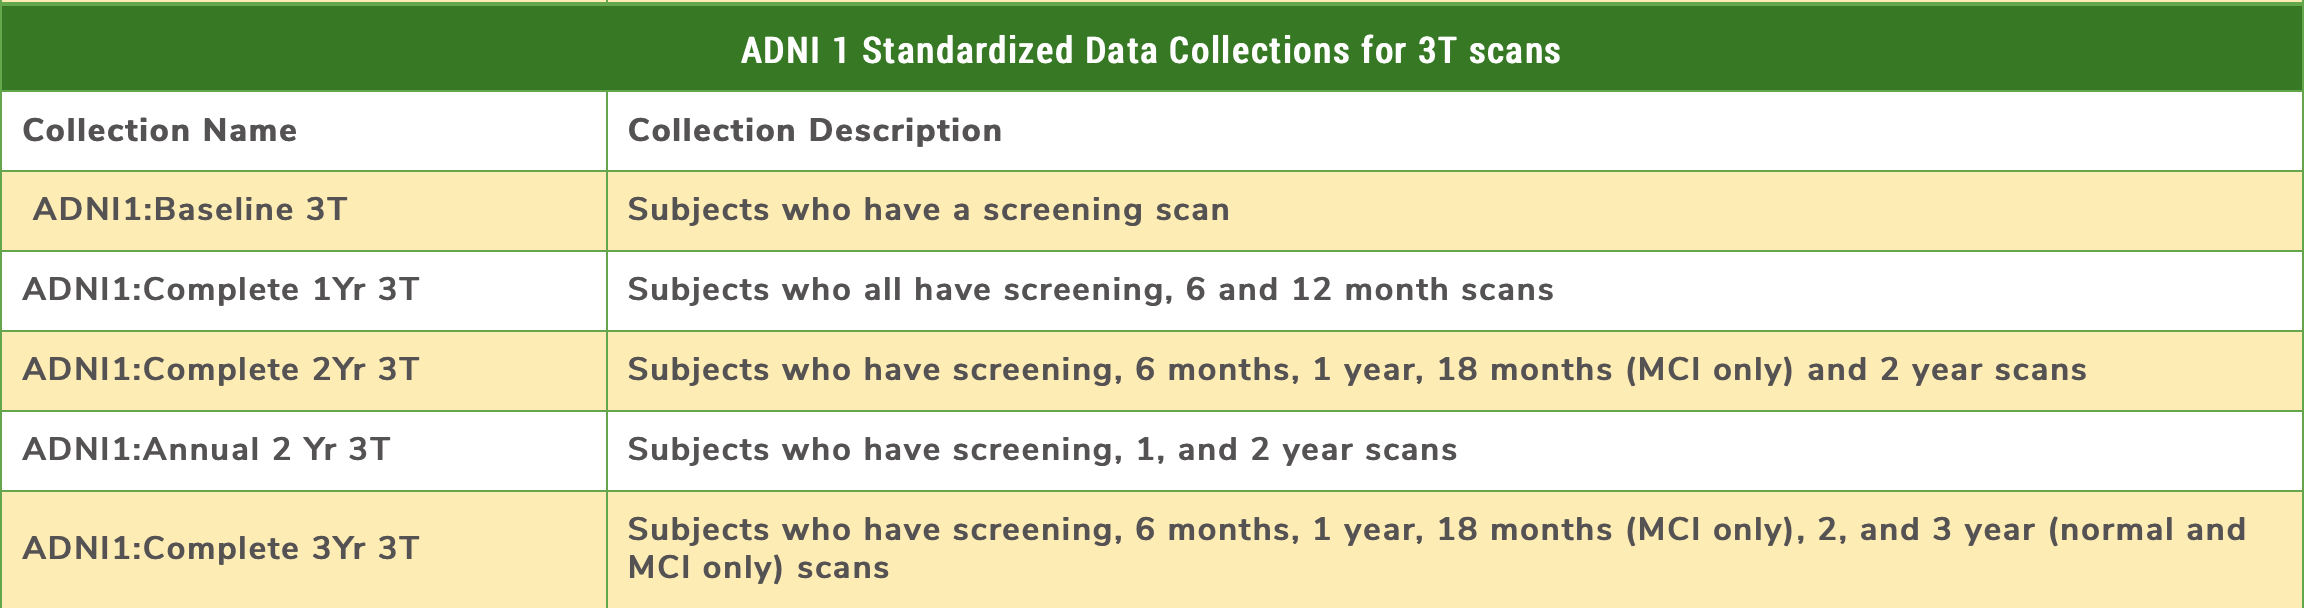 ADNI 1 Standardized Data Collections for 3T scans
Collection Name
Collection Description
ADNI1:Baseline 3T
Subjects who have a screening scan
ADNI1:Complete 1Yr 3T
Subjects who all have screening, 6 and 12 month scans
ADNI1:Complete 2Yr 3T
Subjects who have screening, 6 months, 1 year, 18 months (MCI only) and 2 year scans
ADNI1:Annual 2 Yr 3T
Subjects who have screening, 1, and 2 year scans
ADNI1:Complete 3Yr 3T
Subjects who have screening, 6 months, 1 year, 18 months (MCI only), 2, and 3 year (normal and
MCI only) scans